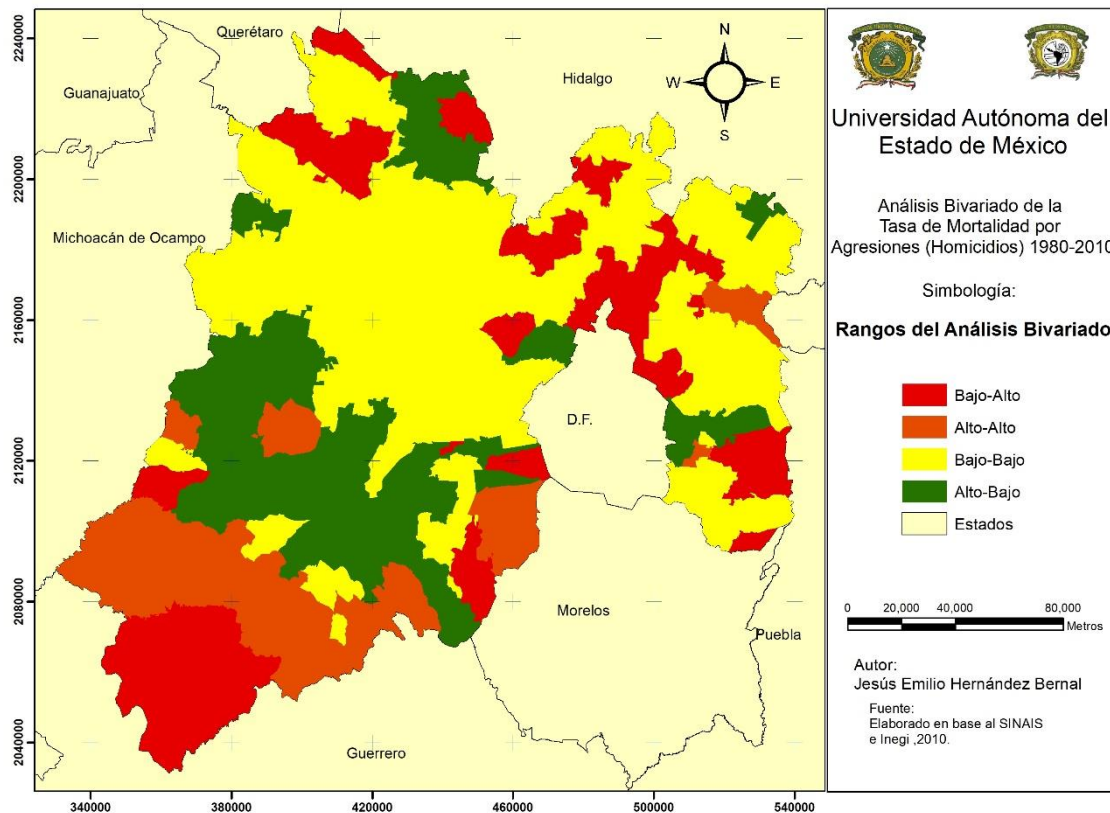 2240000
2200000
2160000
2120000
2080000
2040000
340000
380000
420000
460000
500000
540000
Querétaro
Guanajuato
Hidalgo
Michoacán de Ocampo
D.F.
Morelos
Puebla
Guerrero
N
W
E
S
Universidad Autónoma del
Estado de México
Análisis Bivariado de la
Tasa de Mortalidad por
Agresiones (Homicidios) 1980-2010
Simbología:
Rangos del Análisis Bivariado
Bajo-Alto
Alto-Alto
Bajo-Bajo
Alto-Bajo
Estados
0 20,000 40,000 80,000
Metros
Autor:
Jesús Emilio Hernández Bernal
Fuente:
Elaborado en base al SINAIS
e Inegi ,2010.